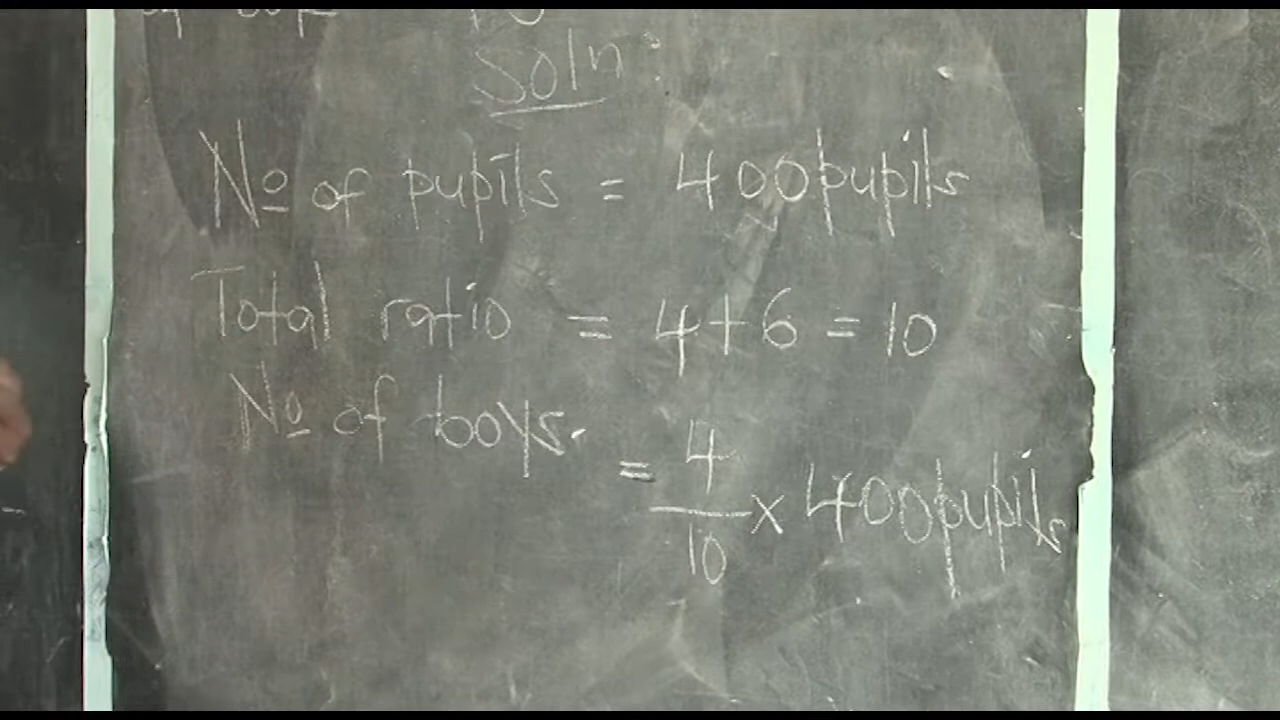 Soln:
No of pupils = 400pupils
Total ratio = 4+6 = 10
No of boys.
= 4/10 × 400pupils